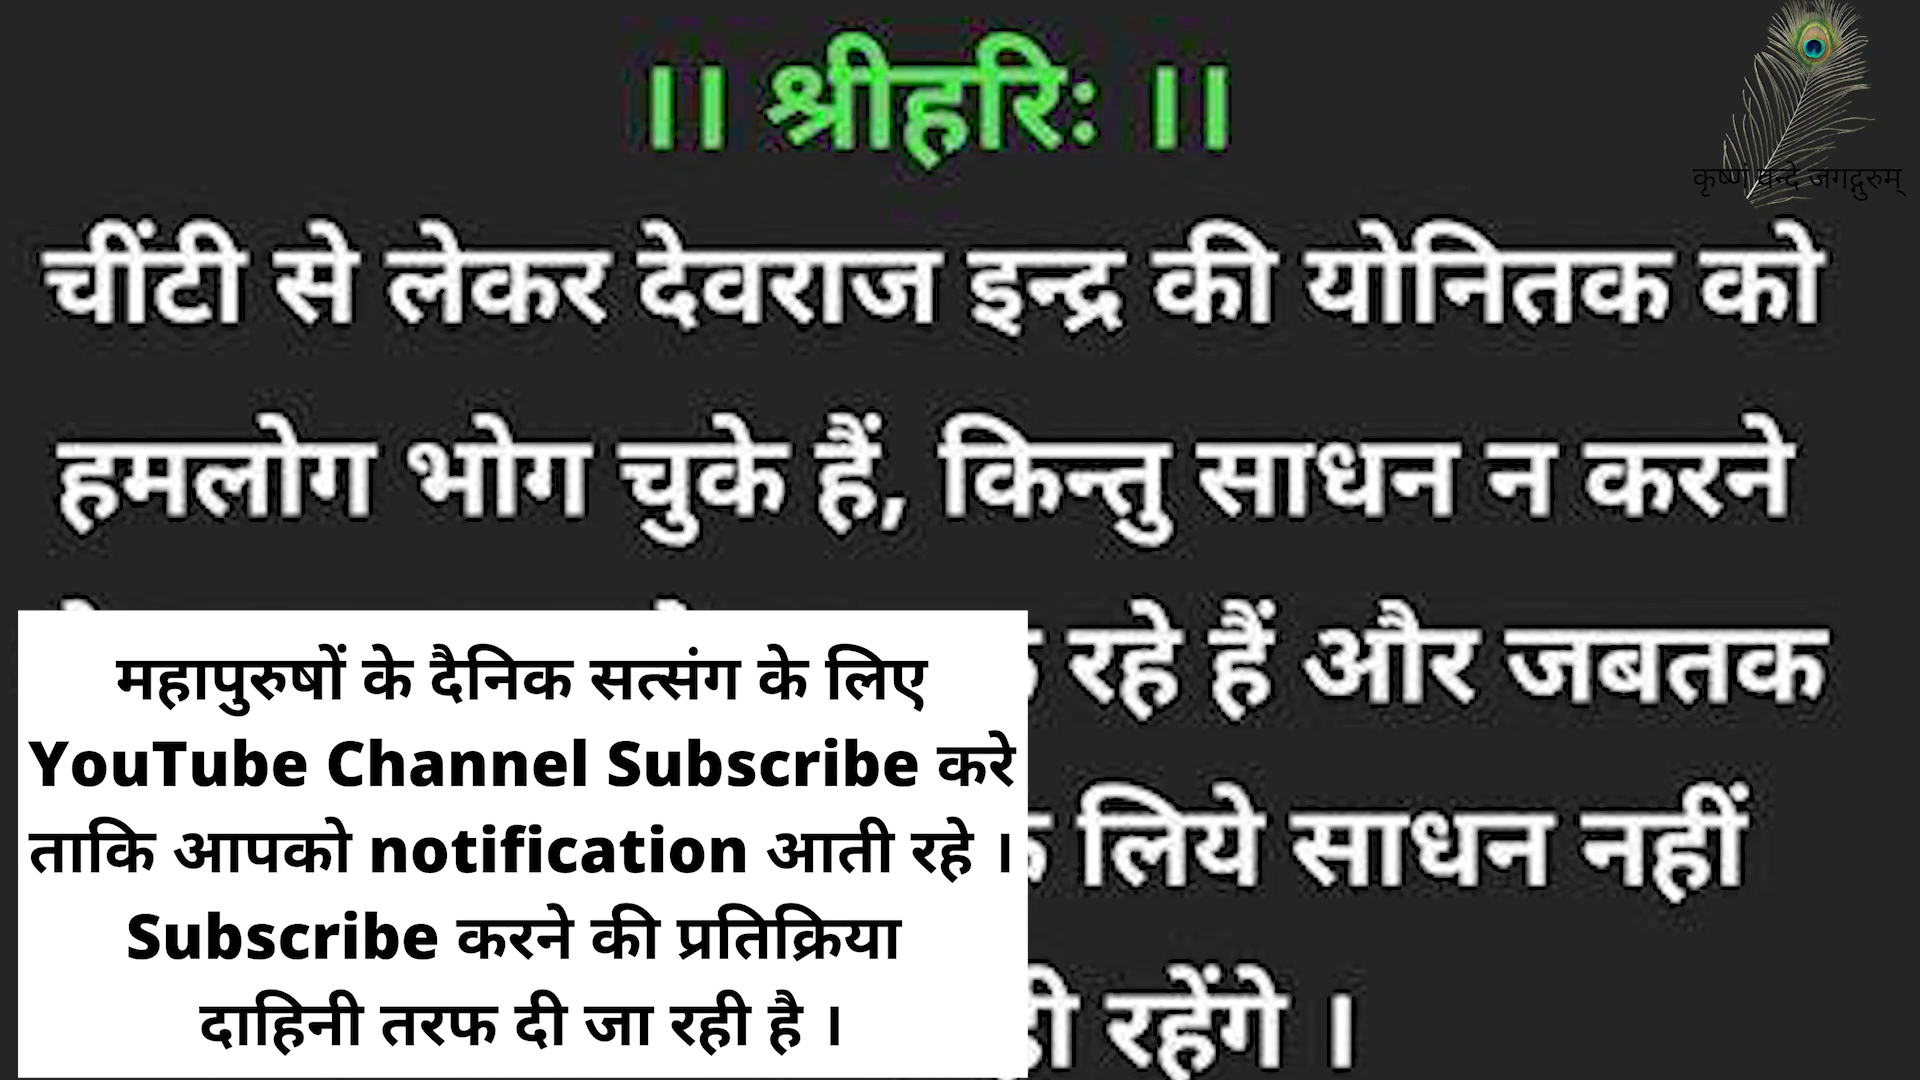 ।। श्रीहरिः ।।
कृष्णं वन्दे जगद्गुरुम्
चींटी से लेकर देवराज इन्द्र की योनितक को
हमलोग भोग चुके हैं, किन्तु साधन न करने
रहे हैं और जबतक
लिये साधन नहीं
रहेंगे ।
महापुरुषों के दैनिक सत्संग के लिए
YouTube Channel Subscribe करे
ताकि आपको notification आती रहे ।
Subscribe करने की प्रतिक्रिया
दाहिनी तरफ दी जा रही है ।